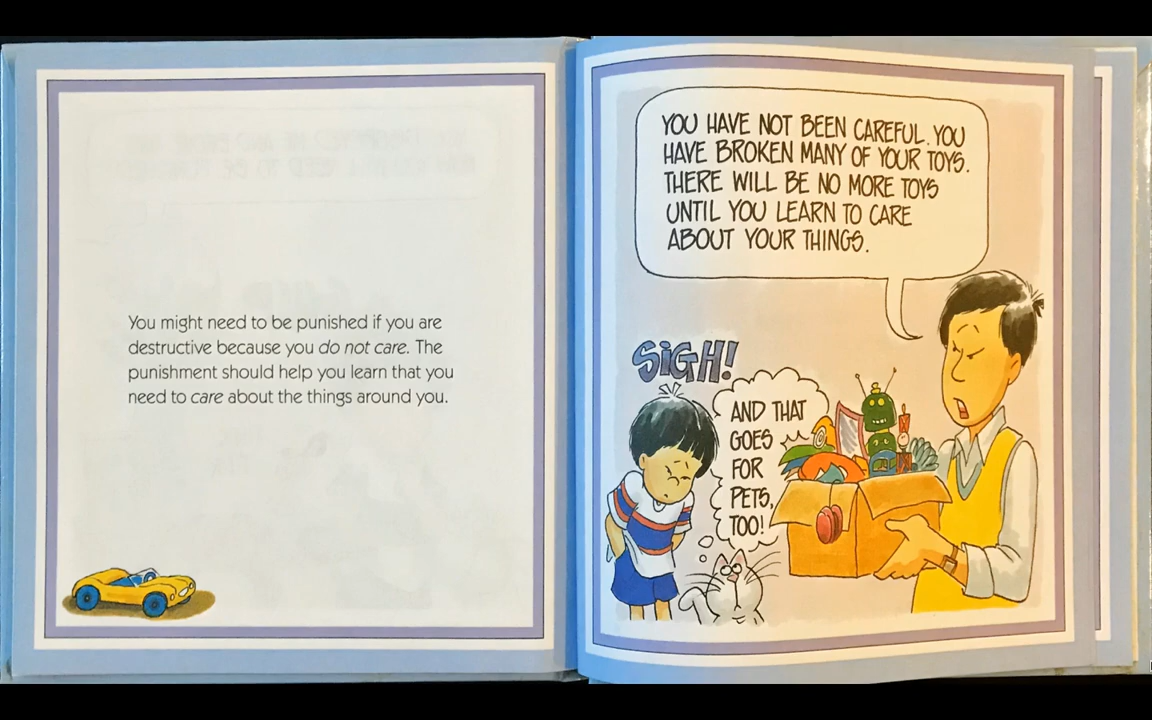 You might need to be punished if you are
destructive because you do not care. The
punishment should help you learn that you
need to care about the things around you.
YOU HAVE NOT BEEN CAREFUL. YOU
HAVE BROKEN MANY OF YOUR TOYS.
THERE WILL BE NO MORE TOYS
UNTIL YOU LEARN TO CARE
ABOUT YOUR THINGS.
SIGH!
AND THAT
GOES
FOR
PETS,
TOO!